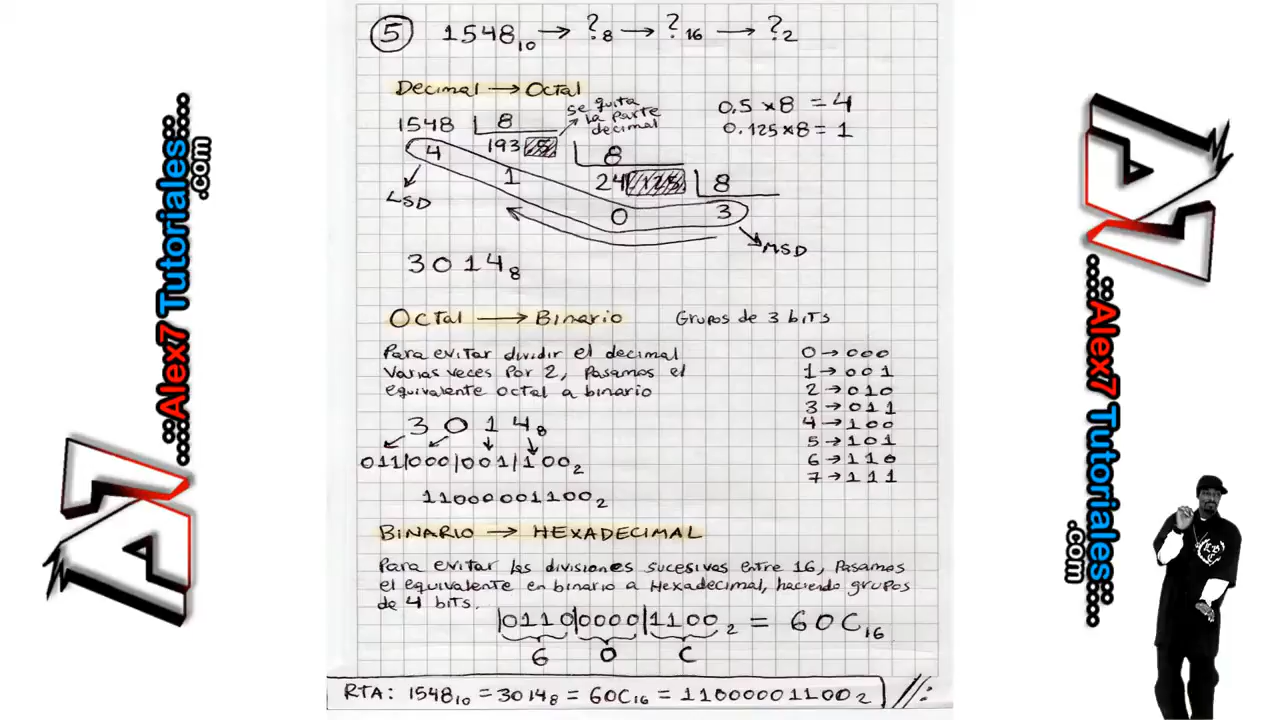 5 1548₁₀ → ?₈ → ?₁₆ → ?₂
Decimal → Octal
se quita
la parte
decimal
0.5 × 8 = 4
0.125 × 8 = 1
1548 8
4 193 8
1 24 8
0 3
LSD
MSD
3014₈
Octal → Binario Grupos de 3 bits
Para evitar dividir el decimal
varias veces por 2, pasamos el
equivalente octal a binario
0 → 000
1 → 001
2 → 010
3 → 011
4 → 100
5 → 101
6 → 110
7 → 111
3 0 1 4₈
011|000|001|100₂
11000001100₂
BINARIO → HEXADECIMAL
Para evitar las divisiones sucesivas entre 16, pasamos
el equivalente en binario a Hexadecimal, haciendo grupos
de 4 bits.
|0110|0000|1100₂ = 60C₁₆
6 0 C
RTA: 1548₁₀ = 3014₈ = 60C₁₆ = 11000001100₂ //:
....::Alex7 Tutoriales::...
.com
....::Alex7 Tutoriales::...
.com